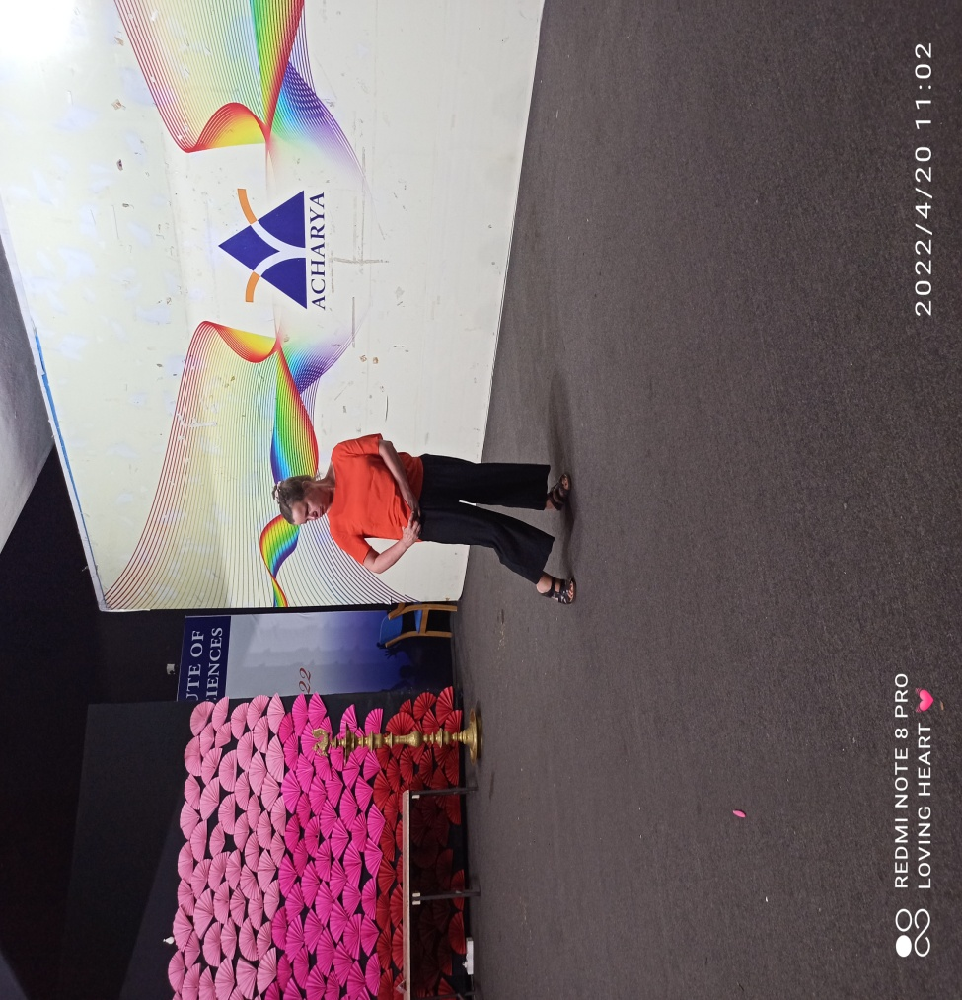 ACHARYA
UTE OF
IENCES
22
REDMI NOTE 8 PRO
LOVING HEART 💘
2022/4/20 11:02